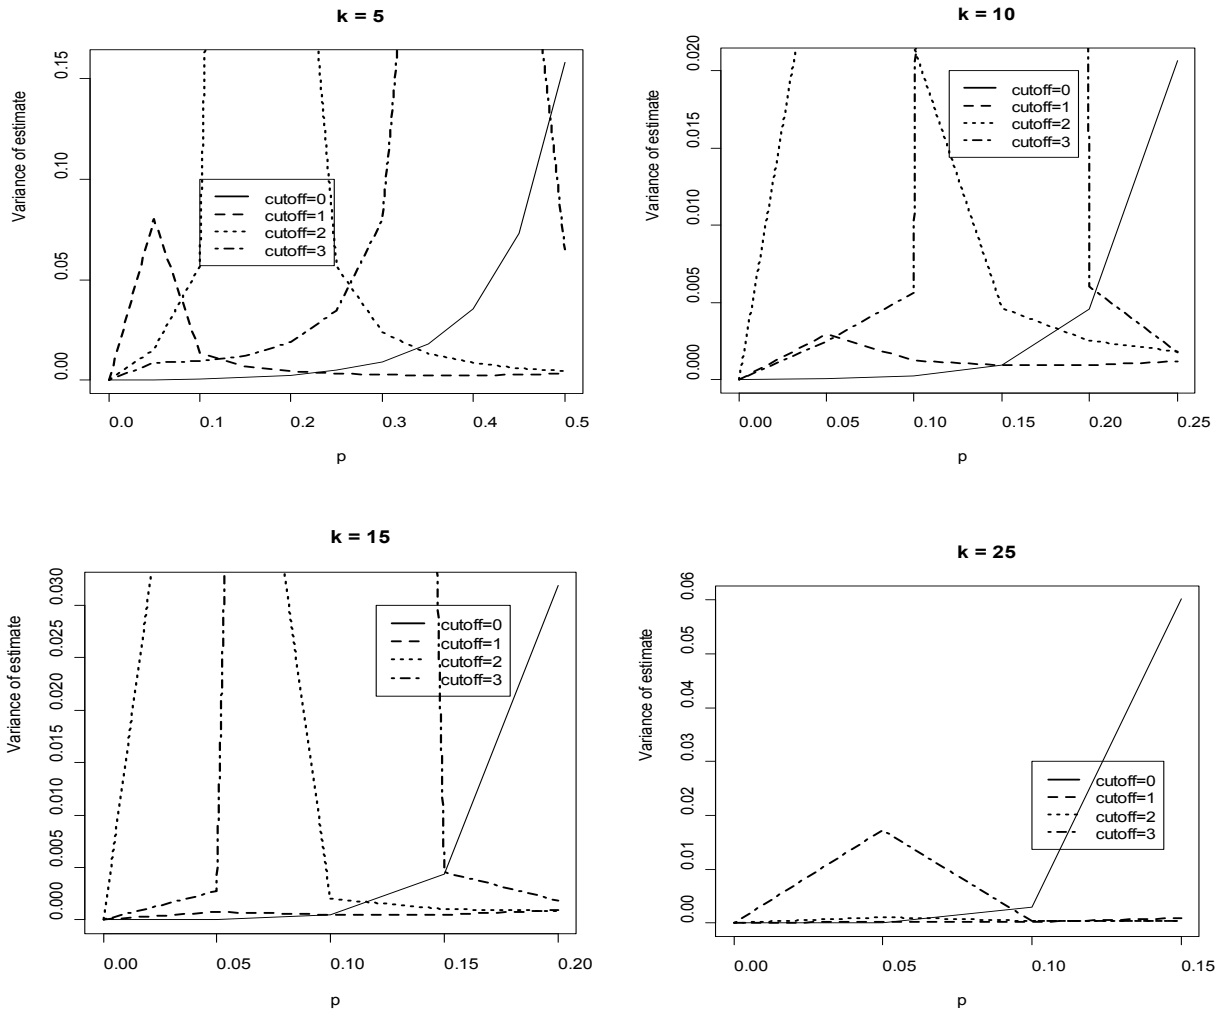 k = 5
Variance of estimate
0.15
0.10
0.05
0.00
cutoff=0
cutoff=1
cutoff=2
cutoff=3
0.0 0.1 0.2 0.3 0.4 0.5
p
k = 10
Variance of estimate
0.020
0.015
0.010
0.005
0.000
cutoff=0
cutoff=1
cutoff=2
cutoff=3
0.00 0.05 0.10 0.15 0.20 0.25
p
k = 15
Variance of estimate
0.030
0.025
0.020
0.015
0.010
0.005
0.000
cutoff=0
cutoff=1
cutoff=2
cutoff=3
0.00 0.05 0.10 0.15 0.20
p
k = 25
Variance of estimate
0.06
0.05
0.04
0.03
0.02
0.01
0.00
cutoff=0
cutoff=1
cutoff=2
cutoff=3
0.00 0.05 0.10 0.15
p